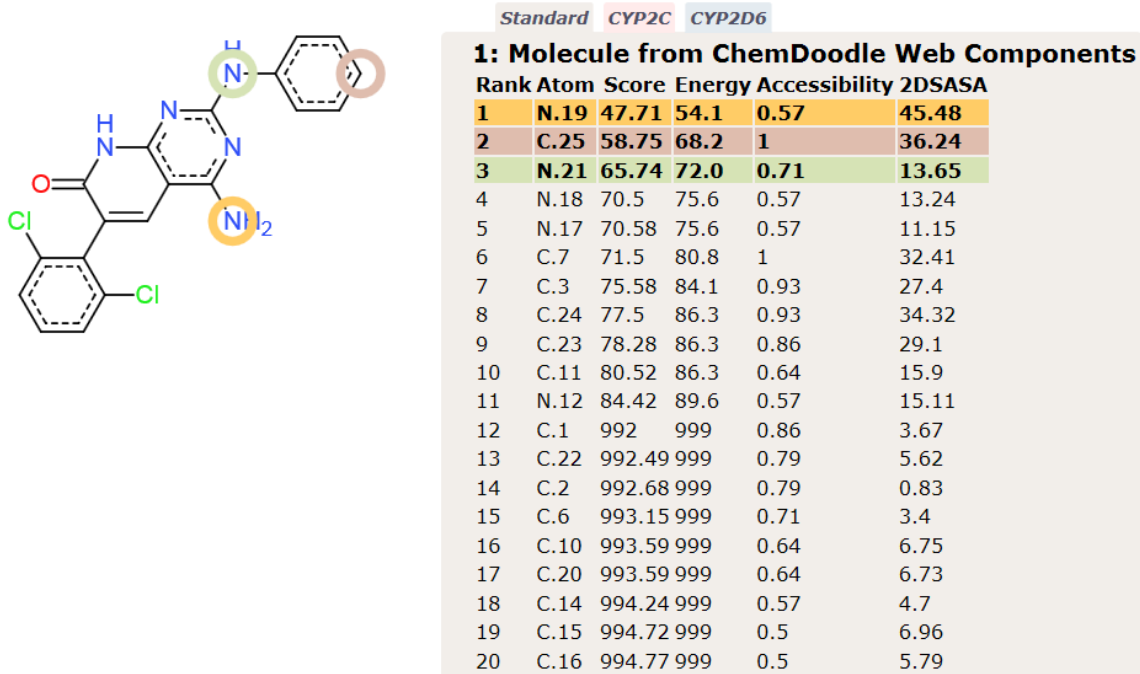 Standard CYP2C CYP2D6
1: Molecule from ChemDoodle Web Components
Rank Atom Score Energy Accessibility 2DSASA
1 N.19 47.71 54.1 0.57 45.48
2 C.25 58.75 68.2 1 36.24
3 N.21 65.74 72.0 0.71 13.65
4 N.18 70.5 75.6 0.57 13.24
5 N.17 70.58 75.6 0.57 11.15
6 C.7 71.5 80.8 1 32.41
7 C.3 75.58 84.1 0.93 27.4
8 C.24 77.5 86.3 0.93 34.32
9 C.23 78.28 86.3 0.86 29.1
10 C.11 80.52 86.3 0.64 15.9
11 N.12 84.42 89.6 0.57 15.11
12 C.1 992 999 0.86 3.67
13 C.22 992.49 999 0.79 5.62
14 C.2 992.68 999 0.79 0.83
15 C.6 993.15 999 0.71 3.4
16 C.10 993.59 999 0.64 6.75
17 C.20 993.59 999 0.64 6.73
18 C.14 994.24 999 0.57 4.7
19 C.15 994.72 999 0.5 6.96
20 C.16 994.77 999 0.5 5.79
H
N
N
H
N
N
O
NH2
Cl
Cl